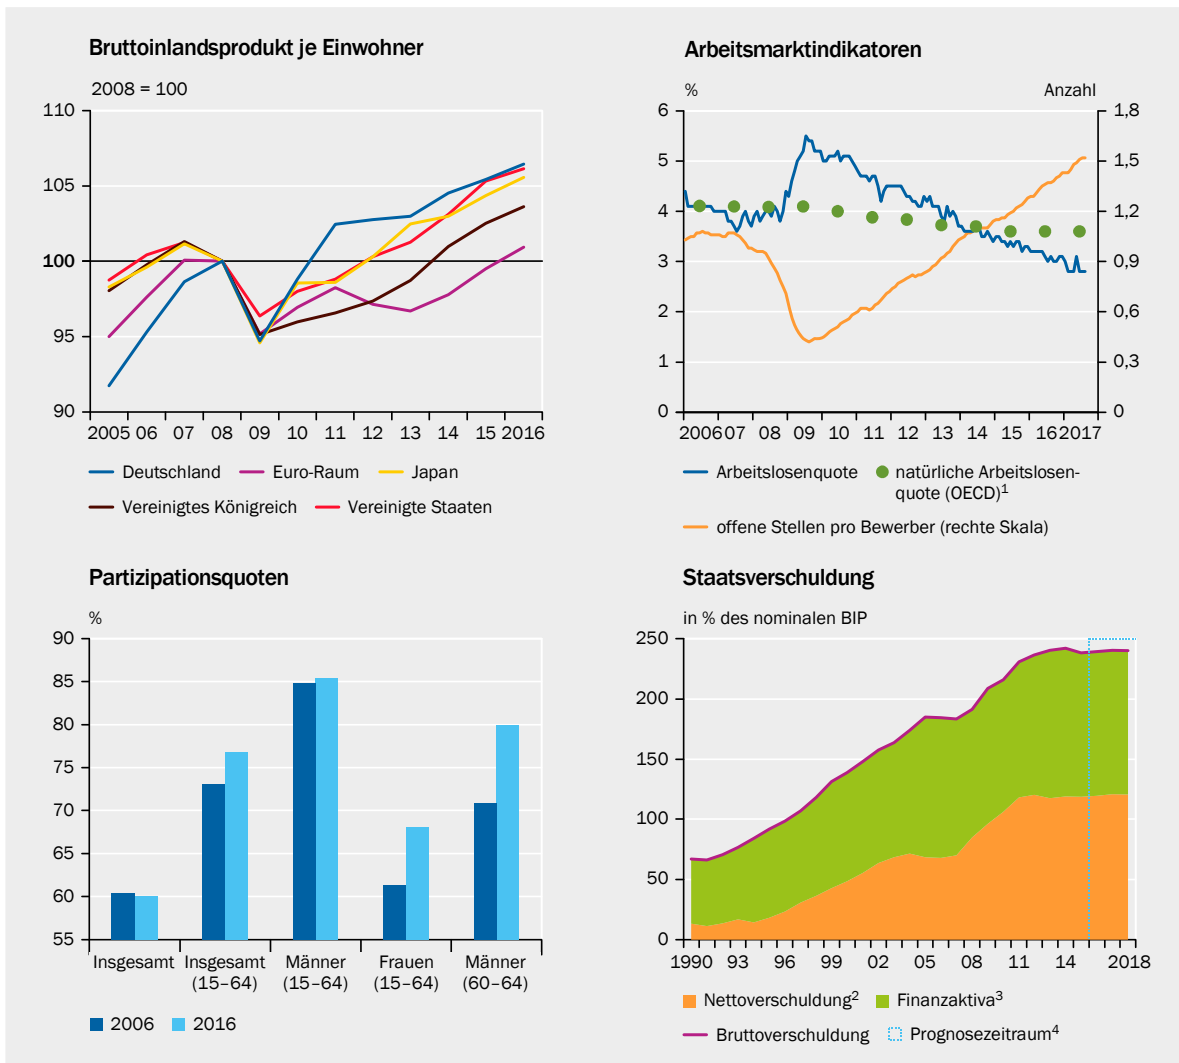 Bruttoinlandsprodukt je Einwohner
2008 = 100
110
105
100
95
90
2005 06 07 08 09 10 11 12 13 14 15 2016
Deutschland Euro-Raum Japan
Vereinigtes Königreich Vereinigte Staaten
Arbeitsmarktindikatoren
% Anzahl
6 1,8
5 1,5
4 1,2
3 0,9
2 0,6
1 0,3
0 0
2006 07 08 09 10 11 12 13 14 15 16 2017
Arbeitslosenquote natürliche Arbeitslosen-
quote (OECD)1
offene Stellen pro Bewerber (rechte Skala)
Partizipationsquoten
%
90
85
80
75
70
65
60
55
Insgesamt Insgesamt Männer Frauen Männer
(15–64) (15–64) (15–64) (60–64)
2006 2016
Staatsverschuldung
in % des nominalen BIP
250
200
150
100
50
0
1990 93 96 99 02 05 08 11 14 2018
Nettoverschuldung2 Finanzaktiva3
Bruttoverschuldung Prognosezeitraum4